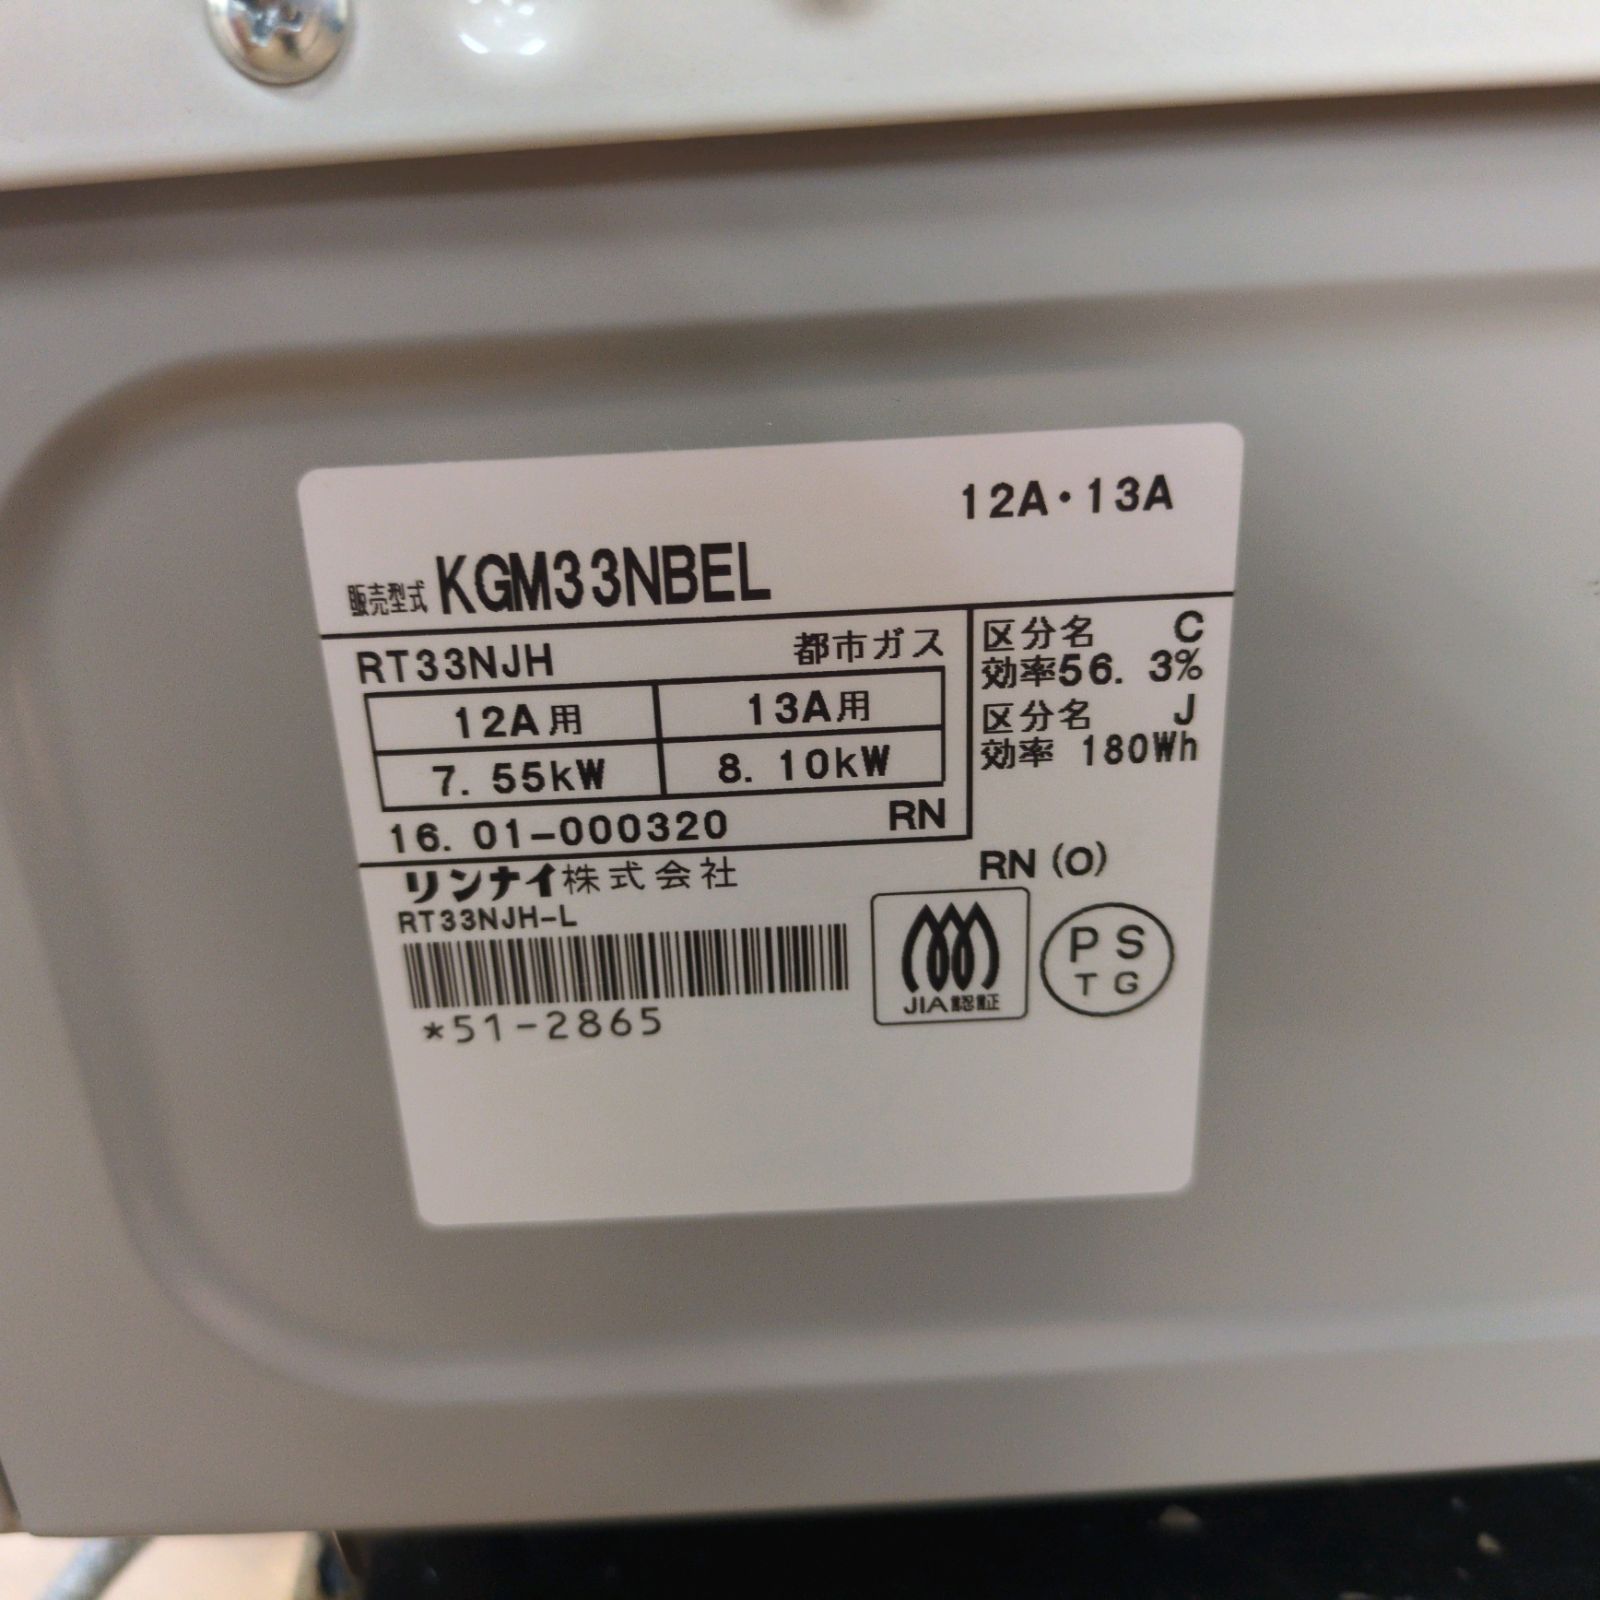 12A・13A
販売型式 KGM33NBEL
RT33NJH 都市ガス
12A用 13A用
7.55kW 8.10kW
16.01-000320 RN
区分名 C
効率56.3%
区分名 J
効率 180Wh
リンナイ株式会社
RN (O)
RT33NJH-L
*51-2865
JIA認証
PS
TG